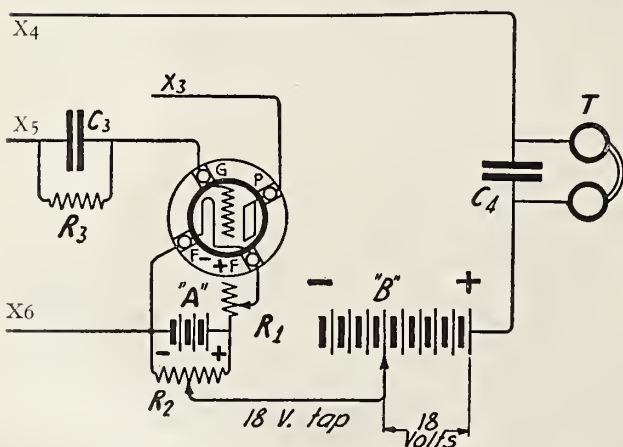 X4
X3
T
X5
C3
G
P
R3
C4
F- +F
X6
"A"
- +
R1
- "B" +
R2
18 V. tap
18
Volts